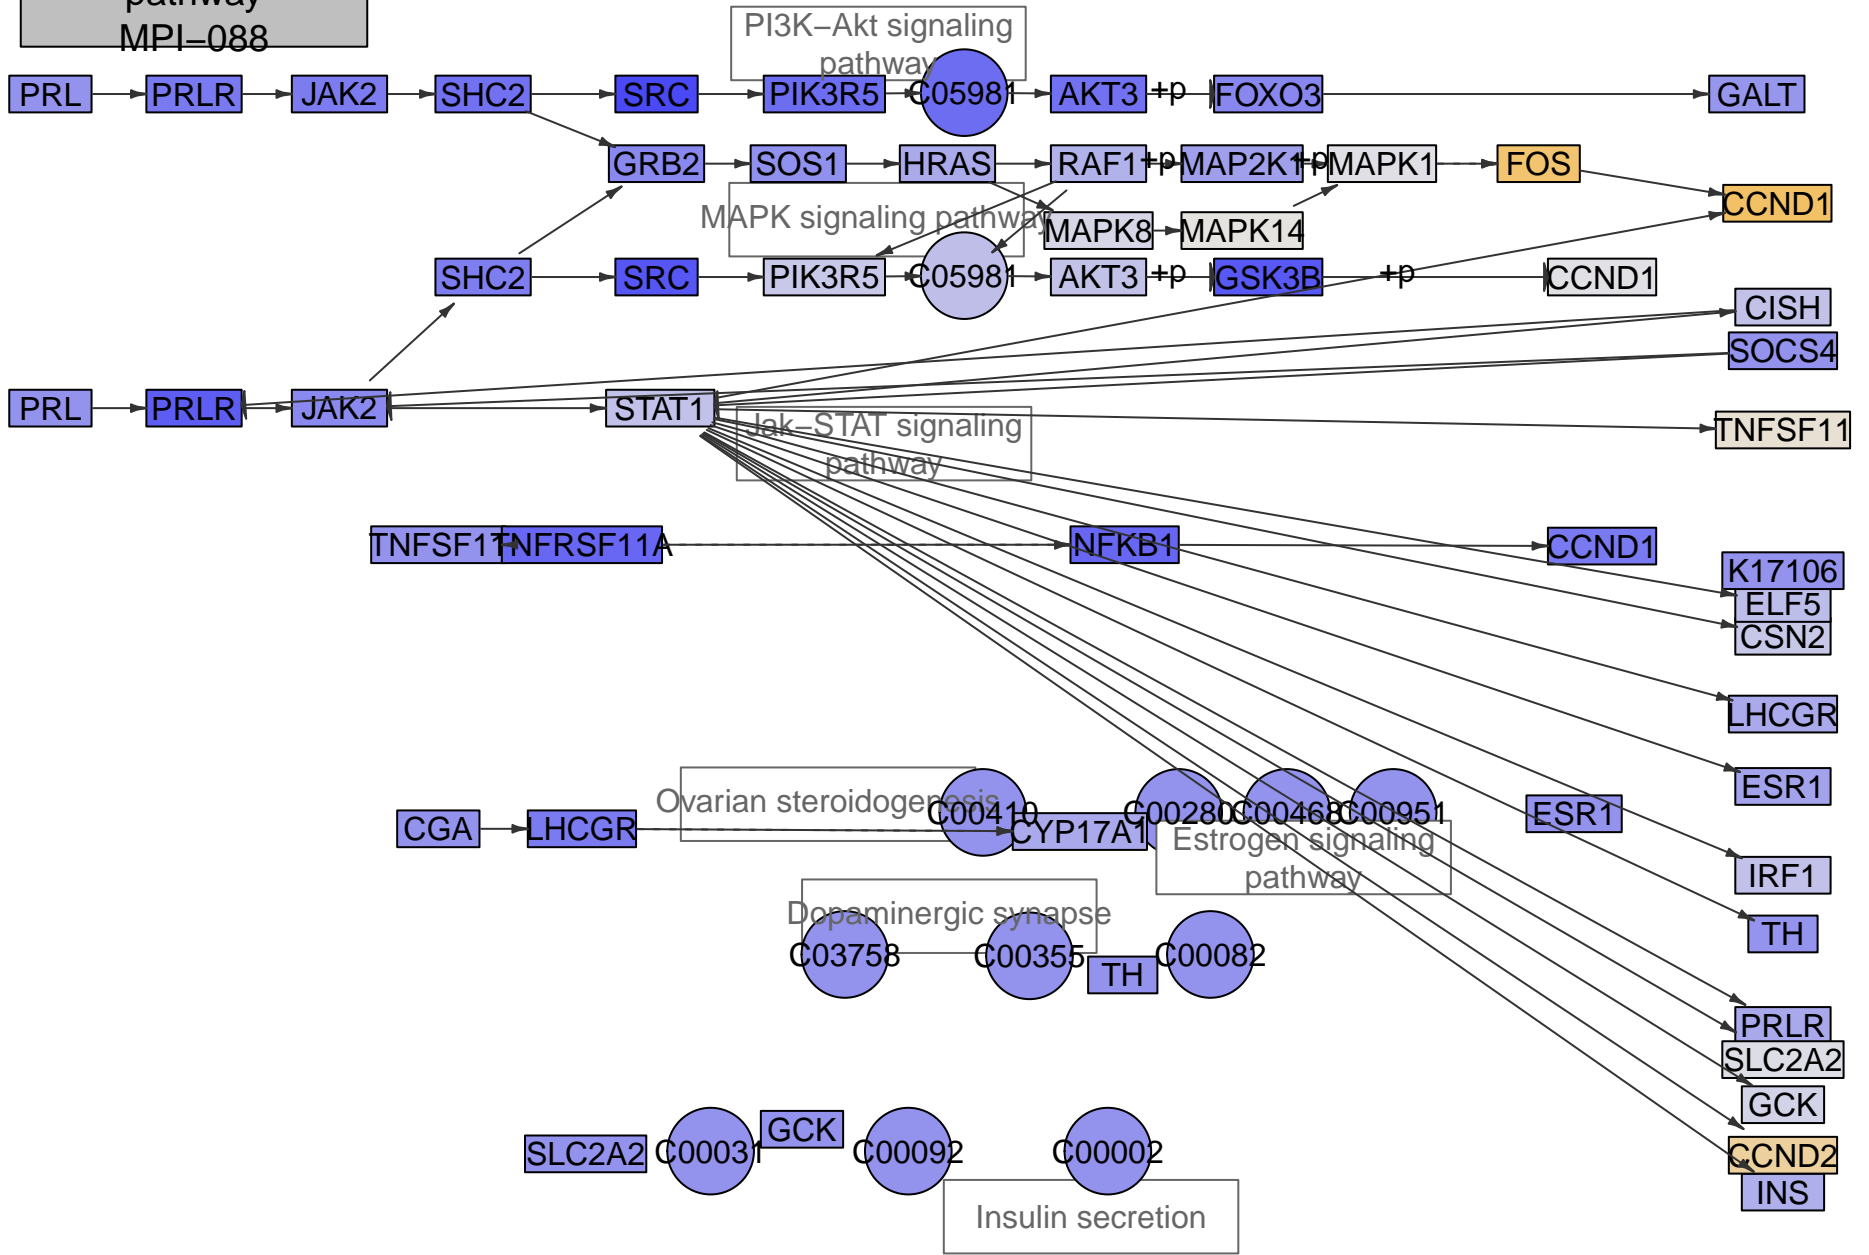 pathway
MPI−088
PI3K−Akt signaling
pathway
PRL
PRLR
JAK2
SHC2
SRC
PIK3R5
C05981
AKT3
+p
FOXO3
GALT
GRB2
SOS1
HRAS
RAF1
+p
MAP2K1
+p
MAPK1
FOS
CCND1
MAPK signaling pathway
MAPK8
MAPK14
SHC2
SRC
PIK3R5
C05981
AKT3
+p
GSK3B
+p
CCND1
CISH
SOCS4
PRL
PRLR
JAK2
STAT1
Jak−STAT signaling
pathway
TNFSF11
TNFSF11
TNFRSF11A
NFKB1
CCND1
K17106
ELF5
CSN2
LHCGR
ESR1
Ovarian steroidogenesis
C00410
C00280
C00468
C00951
ESR1
CGA
LHCGR
CYP17A1
Estrogen signaling
pathway
IRF1
Dopaminergic synapse
TH
C03758
C00355
TH
C00082
PRLR
SLC2A2
GCK
SLC2A2
C00031
GCK
C00092
C00002
CCND2
INS
Insulin secretion